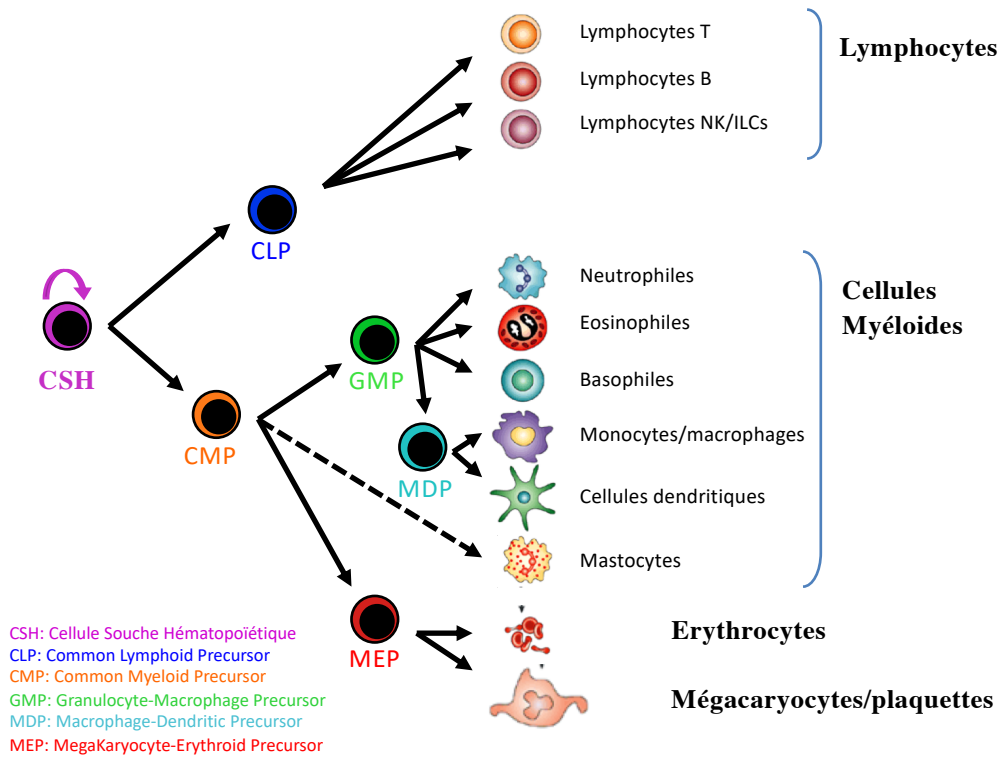 Lymphocytes T
Lymphocytes B
Lymphocytes NK/ILCs
Lymphocytes
CLP
CSH
CMP
GMP
MDP
MEP
Neutrophiles
Eosinophiles
Basophiles
Monocytes/macrophages
Cellules dendritiques
Mastocytes
Cellules
Myéloides
Erythrocytes
Mégacaryocytes/plaquettes
CSH: Cellule Souche Hématopoïétique
CLP: Common Lymphoid Precursor
CMP: Common Myeloid Precursor
GMP: Granulocyte-Macrophage Precursor
MDP: Macrophage-Dendritic Precursor
MEP: MegaKaryocyte-Erythroid Precursor